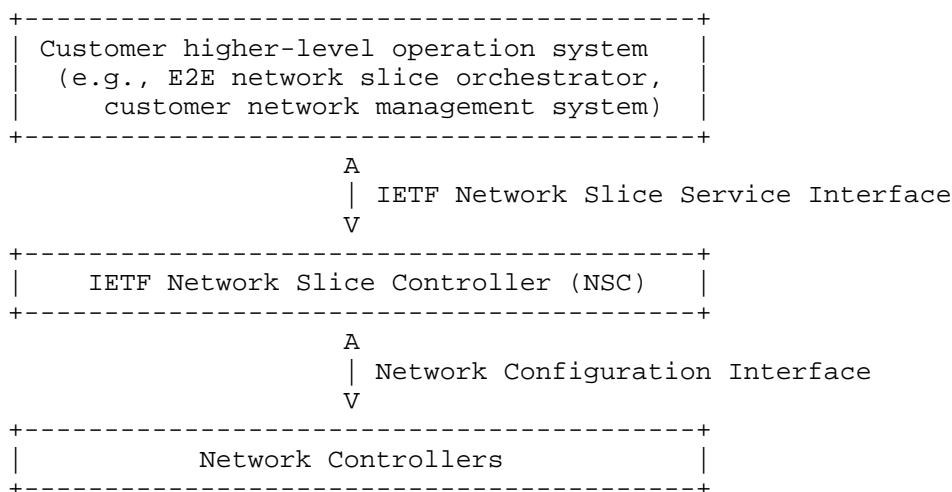 +------------------------------------------+
| Customer higher-level operation system   |
|  (e.g., E2E network slice orchestrator,  |
|     customer network management system)  |
+------------------------------------------+
                    A
                    | IETF Network Slice Service Interface
                    V
+------------------------------------------+
|    IETF Network Slice Controller (NSC)   |
+------------------------------------------+
                    A
                    | Network Configuration Interface
                    V
+------------------------------------------+
|           Network Controllers            |
+------------------------------------------+